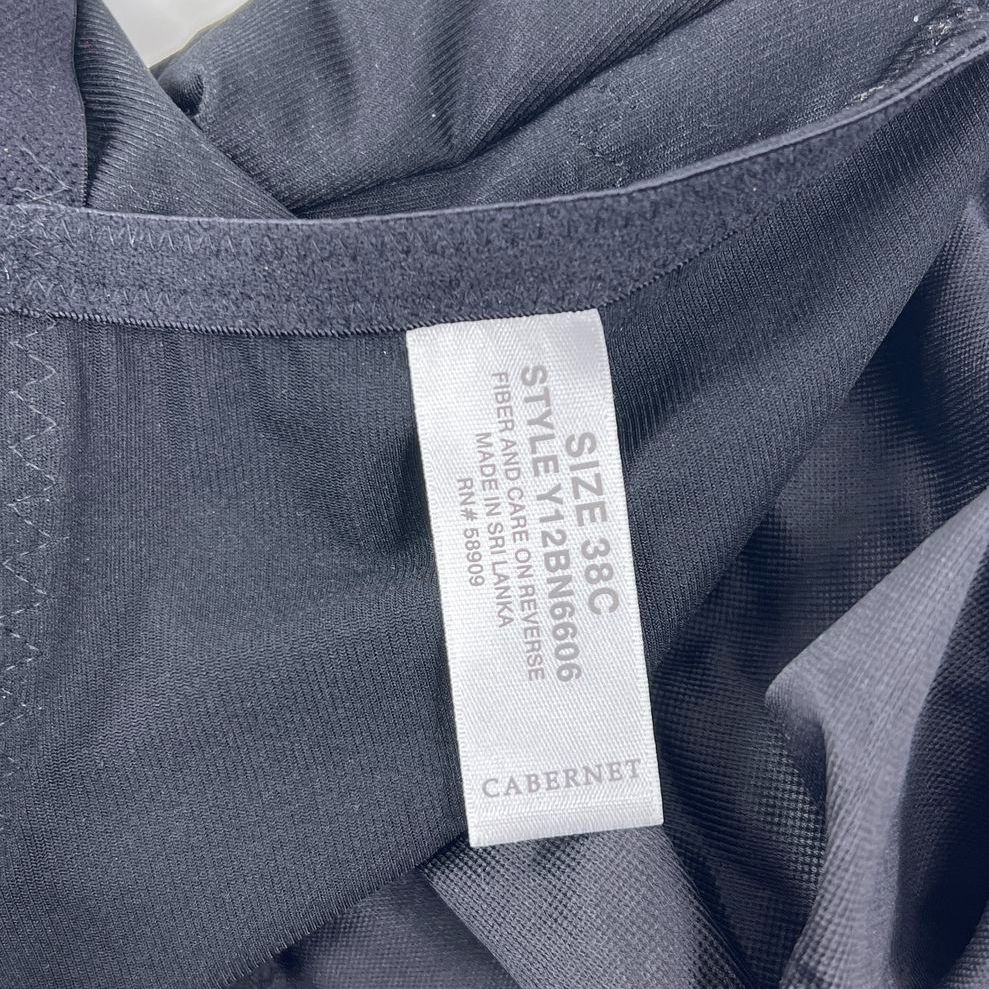 SIZE 38C
STYLE Y12BN6606
FIBER AND CARE ON REVERSE
MADE IN SRI LANKA
RN# 58909
CABERNET